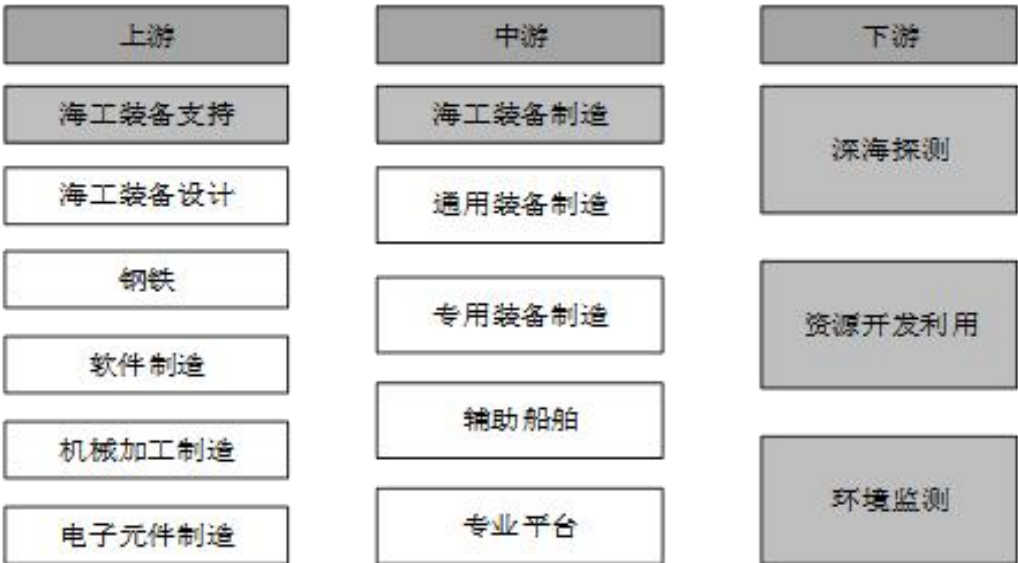 上游
海工装备支持
海工装备设计
钢铁
软件制造
机械加工制造
电子元件制造
中游
海工装备制造
通用装备制造
专用装备制造
辅助船舶
专业平台
下游
深海探测
资源开发利用
环境监测